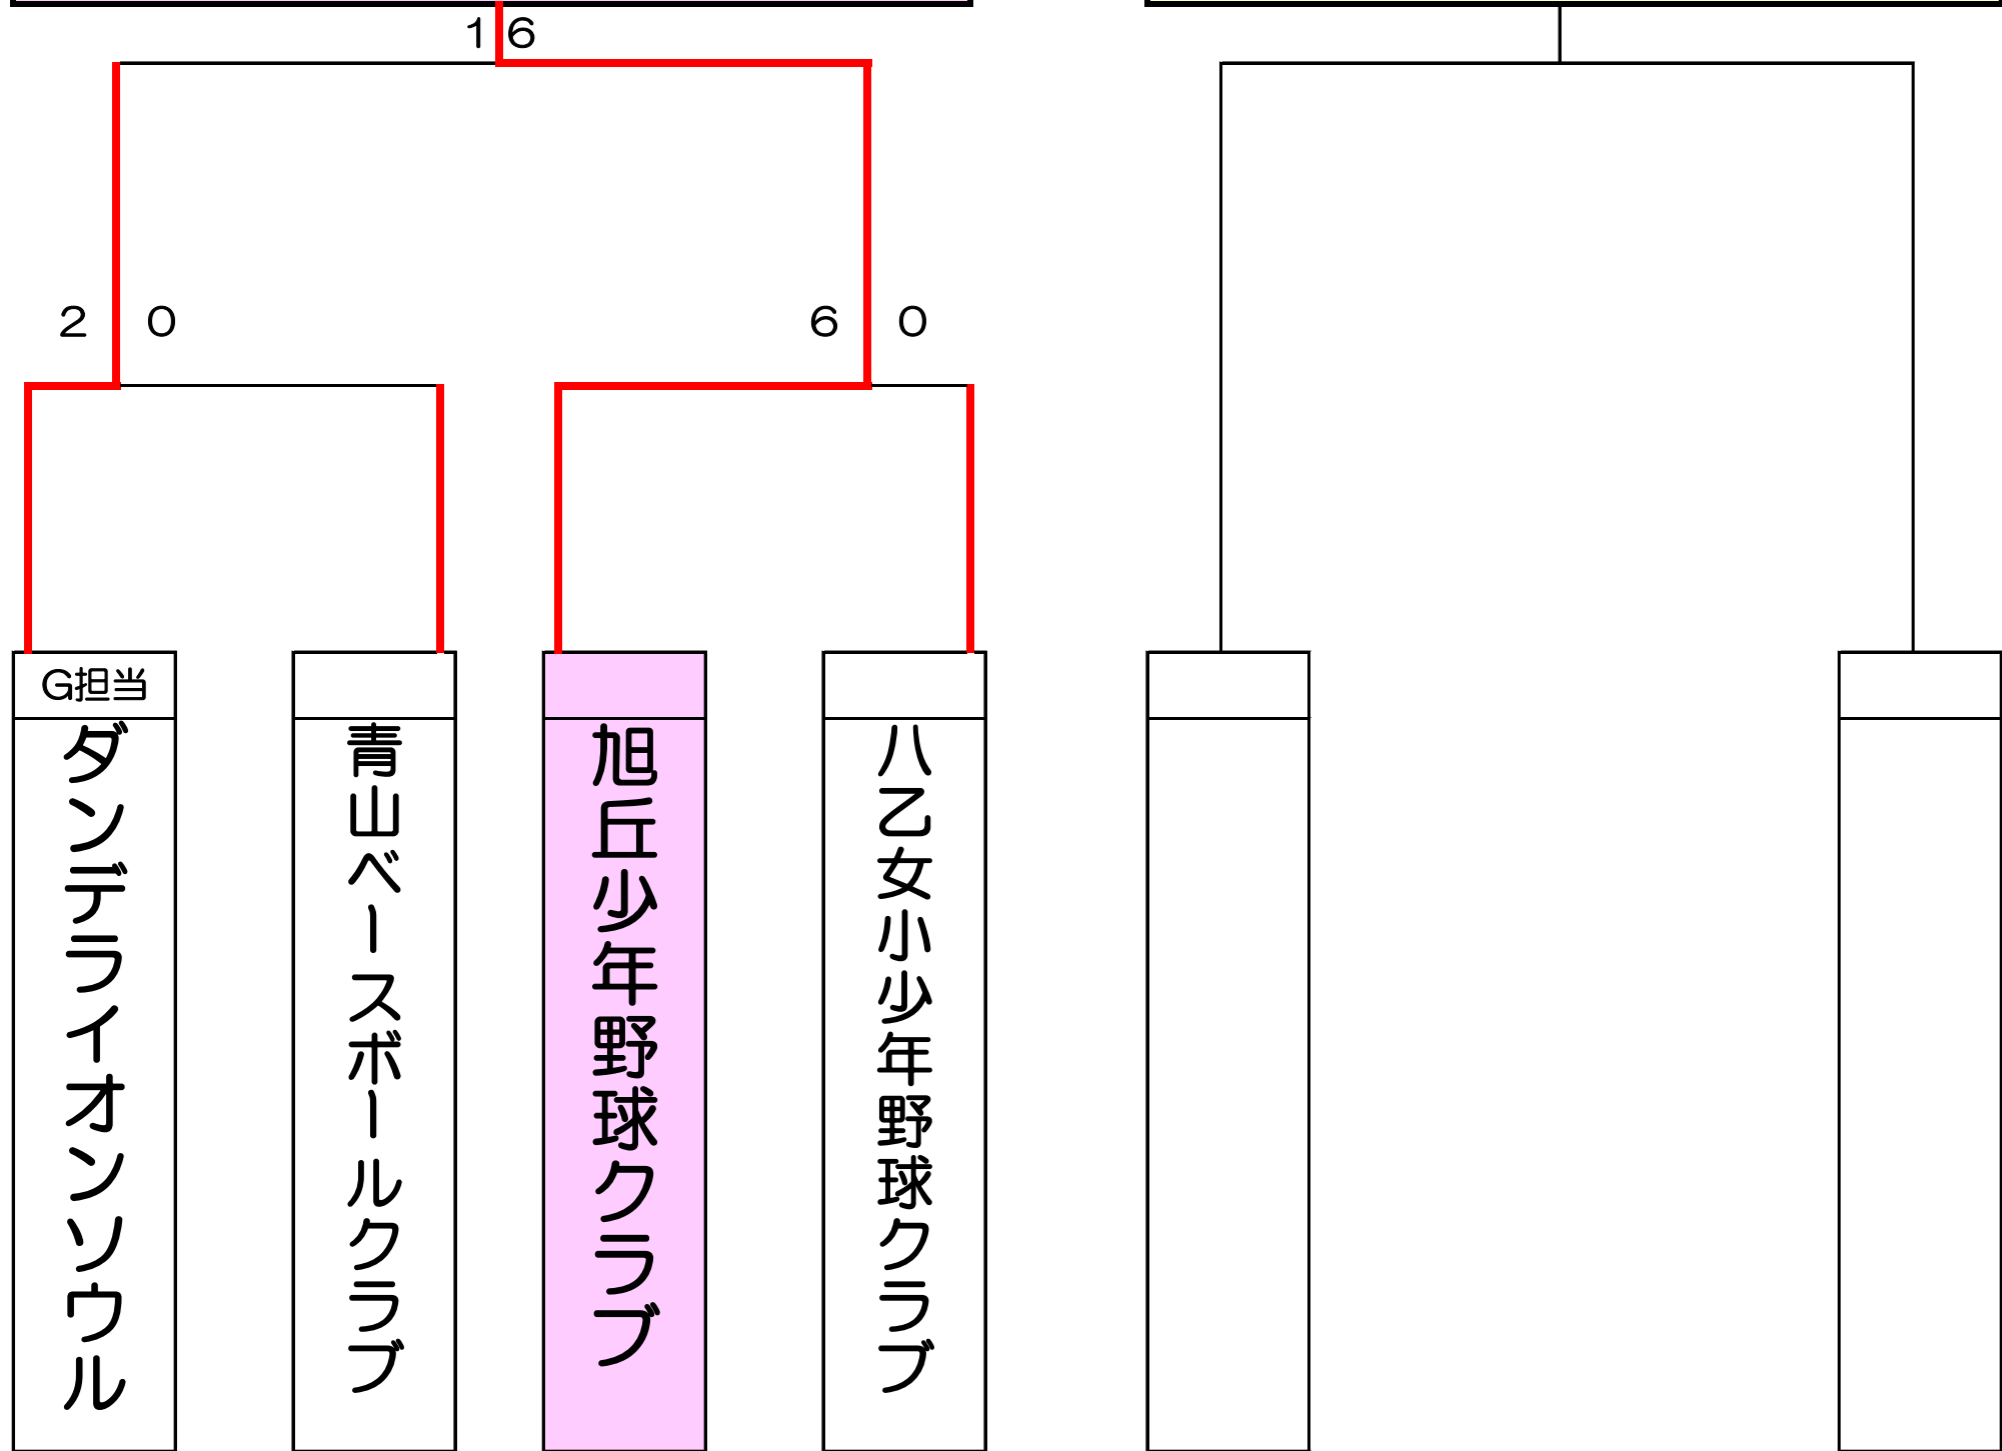 １６
２ ０
６ ０
G担当
ダンデライオンソウル
青山ベースボールクラブ
旭丘少年野球クラブ
八乙女小少年野球クラブ